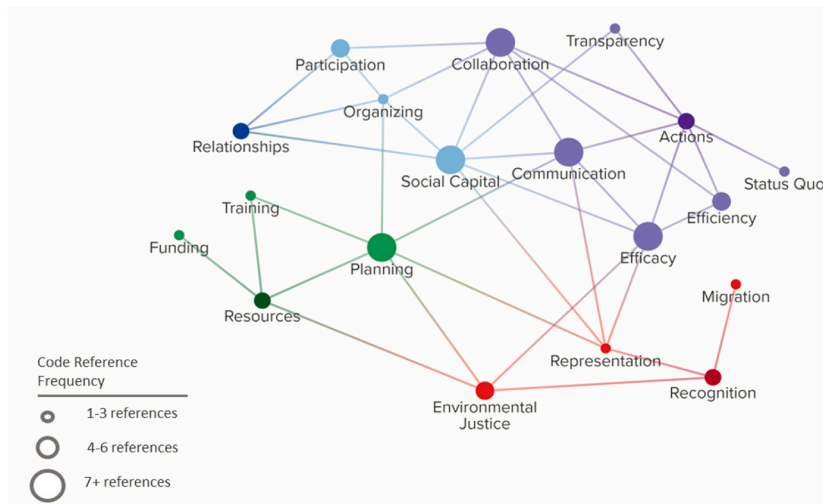 Transparency
Participation
Collaboration
Organizing
Actions
Relationships
Social Capital
Communication
Status Quo
Training
Efficiency
Funding
Planning
Efficacy
Migration
Resources
Representation
Recognition
Environmental
Justice
Code Reference
Frequency
1-3 references
4-6 references
7+ references